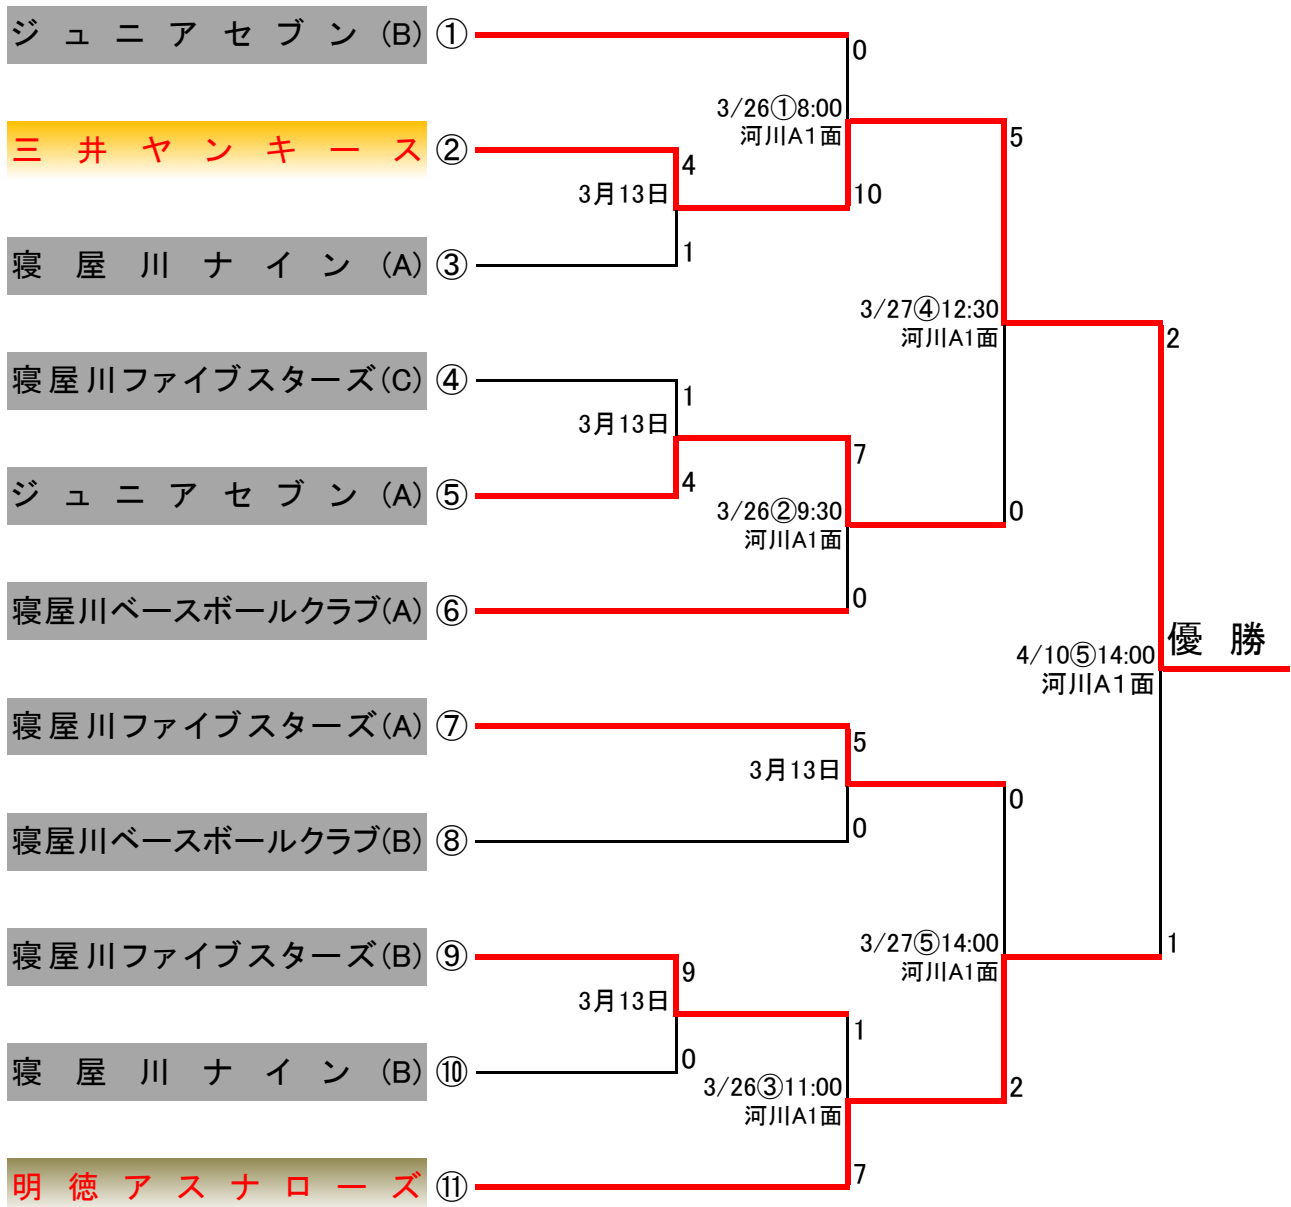 ジュニアセブン(B) ①
0
3/26①8:00
河川A1面
5
三井ヤンキース ②
4
3月13日
10
1
寝屋川ナイン(A) ③
3/27④12:30
河川A1面
2
寝屋川ファイブスターズ(C) ④
1
3月13日
7
4
ジュニアセブン(A) ⑤
3/26②9:30
河川A1面
0
0
寝屋川ベースボールクラブ(A) ⑥
優勝
4/10⑤14:00
河川A1面
寝屋川ファイブスターズ(A) ⑦
5
3月13日
0
0
寝屋川ベースボールクラブ(B) ⑧
3/27⑤14:00
河川A1面
1
寝屋川ファイブスターズ(B) ⑨
9
3月13日
1
0
寝屋川ナイン(B) ⑩
3/26③11:00
河川A1面
2
7
明徳アスナローズ ⑪